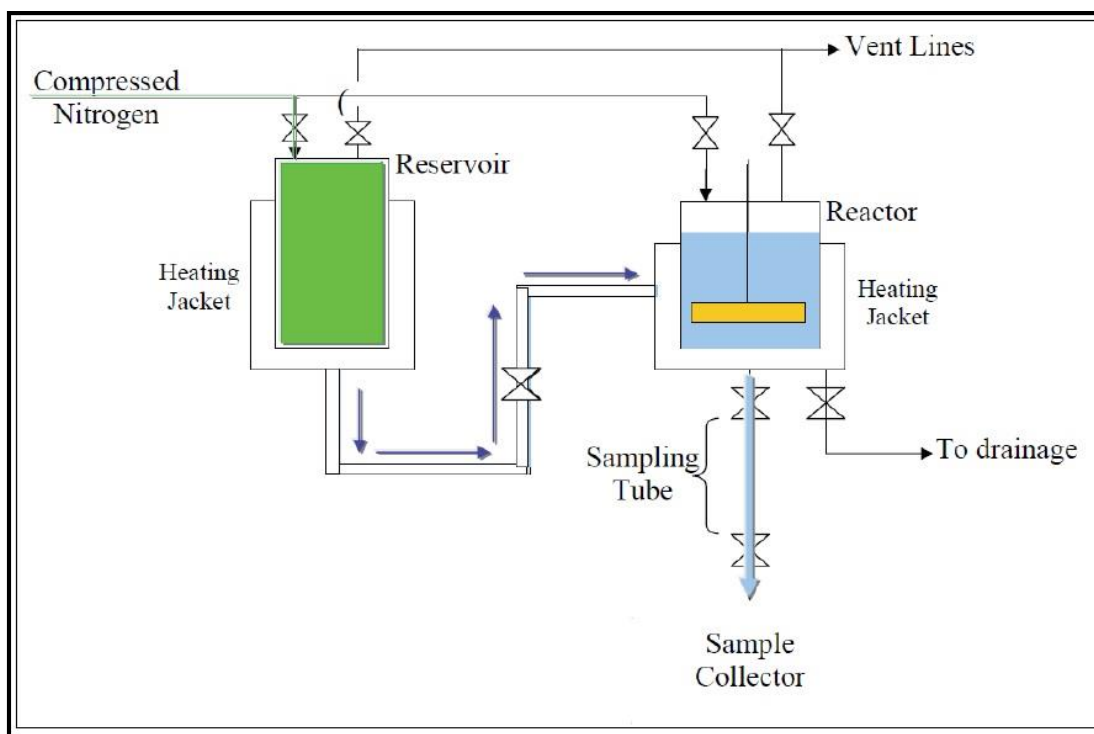 Vent Lines
Compressed
Nitrogen
Reservoir
Reactor
Heating
Jacket
Heating
Jacket
Sampling
Tube
To drainage
Sample
Collector